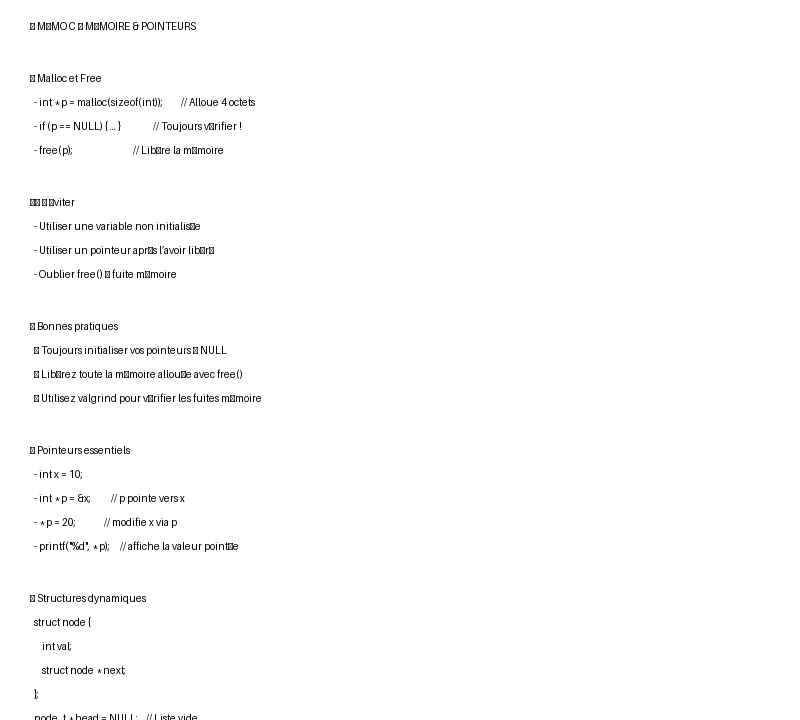 ☒ M☒MO C ☒ M☒MOIRE & POINTEURS
☒ Malloc et Free
- int *p = malloc(sizeof(int)); // Alloue 4 octets
- if (p == NULL) { ... } // Toujours v☒rifier !
- free(p); // Lib☒re la m☒moire
☒☒ ☒ ☒viter
- Utiliser une variable non initialis☒e
- Utiliser un pointeur apr☒s l’avoir lib☒r☒
- Oublier free() ☒ fuite m☒moire
☒ Bonnes pratiques
☒ Toujours initialiser vos pointeurs ☒ NULL
☒ Lib☒rez toute la m☒moire allou☒e avec free()
☒ Utilisez valgrind pour v☒rifier les fuites m☒moire
☒ Pointeurs essentiels
- int x = 10;
- int *p = &x; // p pointe vers x
- *p = 20; // modifie x via p
- printf("%d", *p); // affiche la valeur point☒e
☒ Structures dynamiques
struct node {
int val;
struct node *next;
};
node_t *head = NULL; // Liste vide